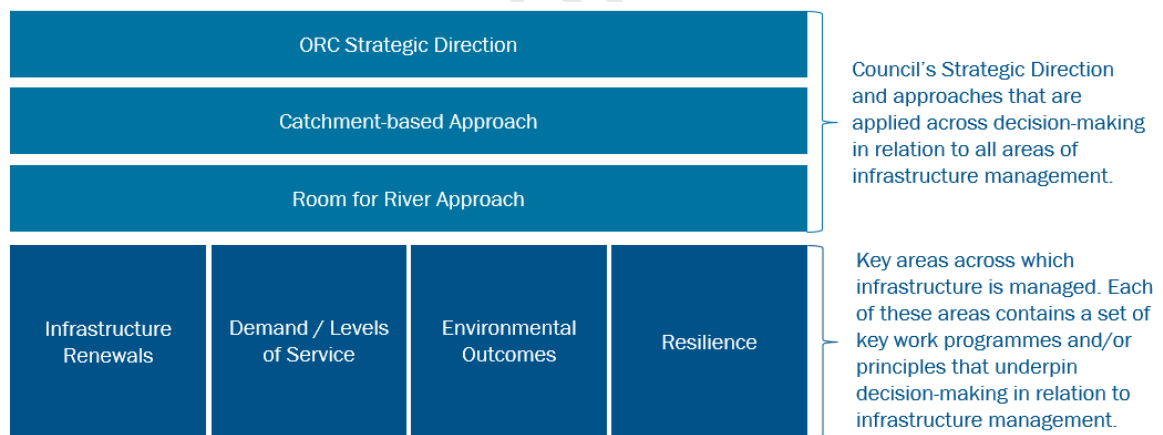 ORC Strategic Direction
Catchment-based Approach
Room for River Approach
Council's Strategic Direction
and approaches that are
applied across decision-making
in relation to all areas of
infrastructure management.
Infrastructure
Renewals
Demand / Levels
of Service
Environmental
Outcomes
Resilience
Key areas across which
infrastructure is managed. Each
of these areas contains a set of
key work programmes and/or
principles that underpin
decision-making in relation to
infrastructure management.